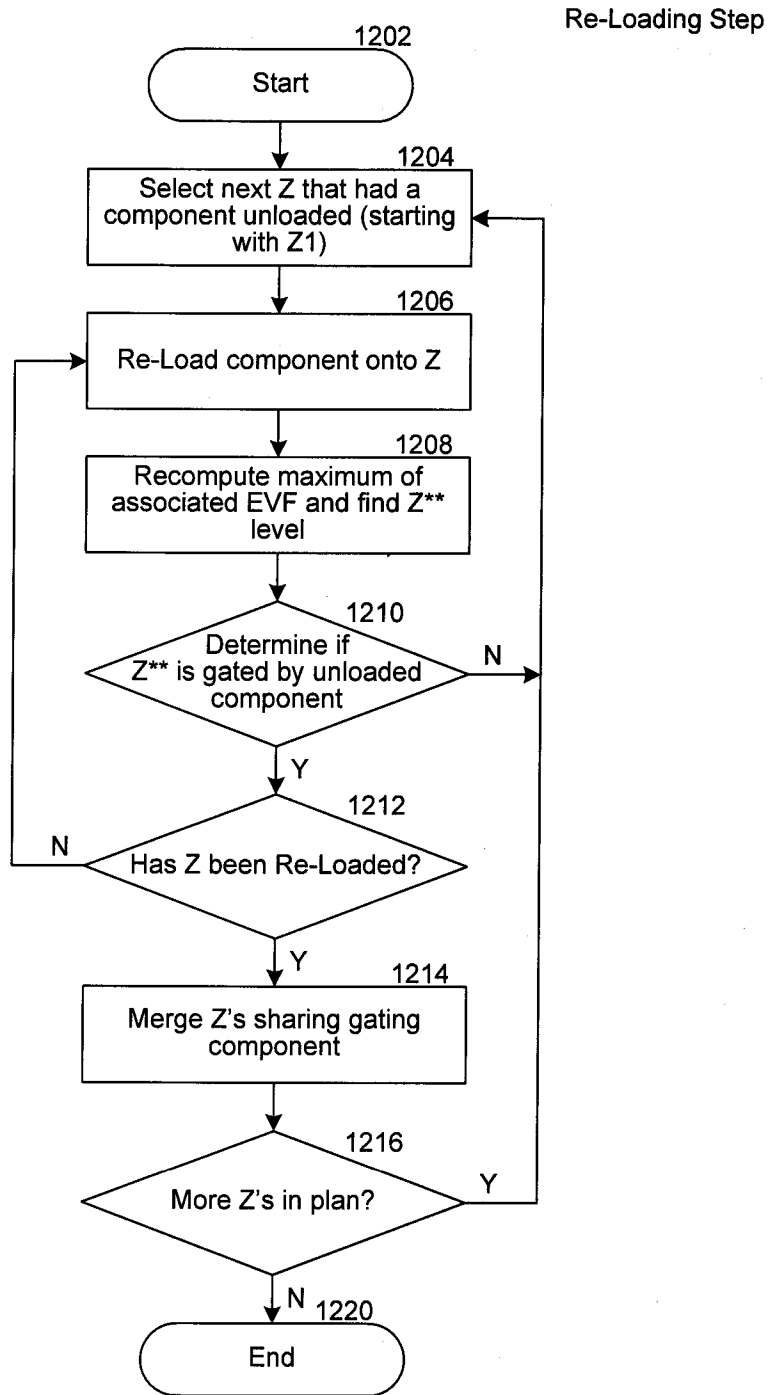 Re-Loading Step
1202
Start
1204
Select next Z that had a
component unloaded (starting
with Z1)
1206
Re-Load component onto Z
1208
Recompute maximum of
associated EVF and find Z**
level
1210
Determine if
Z** is gated by unloaded
component
N
Y
1212
N
Has Z been Re-Loaded?
Y
1214
Merge Z's sharing gating
component
1216
More Z's in plan?
Y
N
1220
End